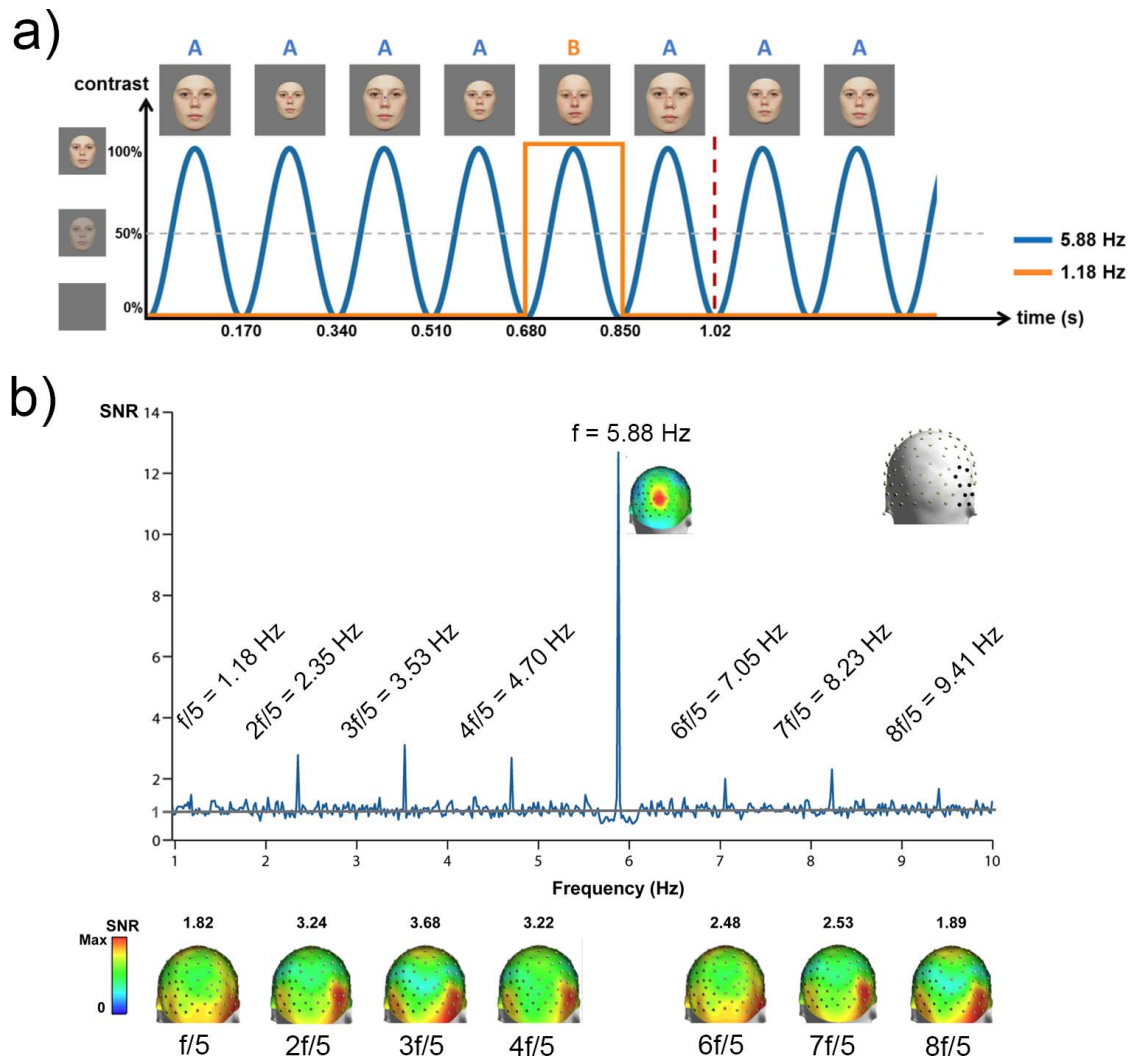 a)
A A A A B A A A
contrast
100%
50%
0%
0.170 0.340 0.510 0.680 0.850 1.02
time (s)
5.88 Hz
1.18 Hz
b)
SNR
14
12
10
8
6
4
2
1
0
f = 5.88 Hz
f/5 = 1.18 Hz
2f/5 = 2.35 Hz
3f/5 = 3.53 Hz
4f/5 = 4.70 Hz
6f/5 = 7.05 Hz
7f/5 = 8.23 Hz
8f/5 = 9.41 Hz
1 2 3 4 5 6 7 8 9 10
Frequency (Hz)
SNR
Max
0
1.82 3.24 3.68 3.22 2.48 2.53 1.89
f/5 2f/5 3f/5 4f/5 6f/5 7f/5 8f/5